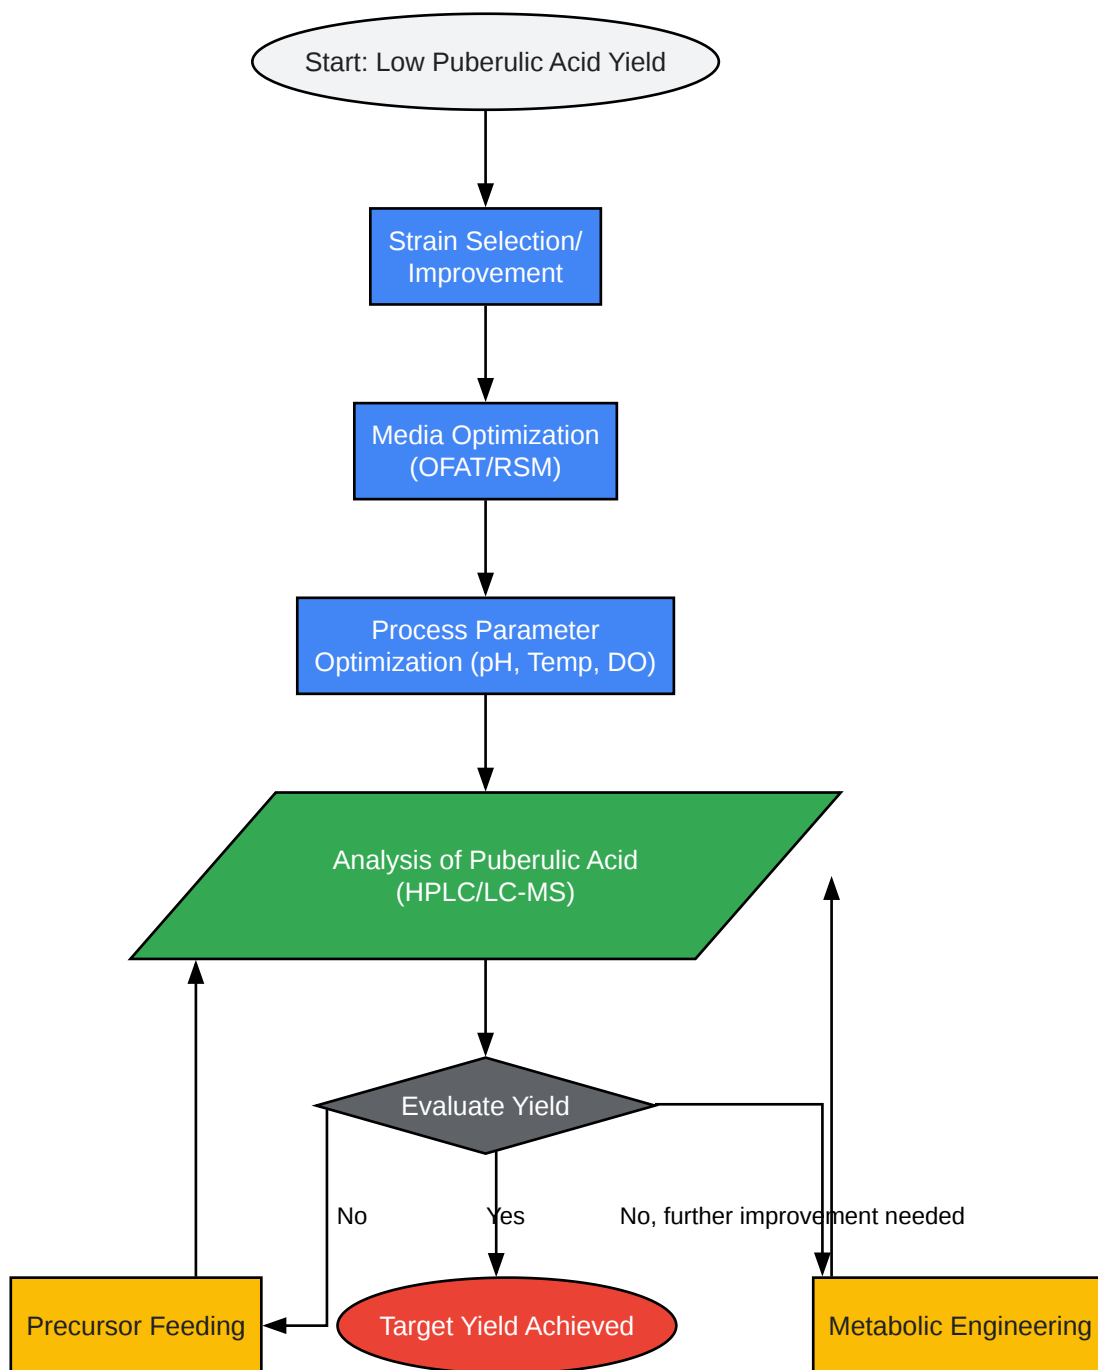 Start: Low Puberulic Acid Yield
Strain Selection/
Improvement
Media Optimization
(OFAT/RSM)
Process Parameter
Optimization (pH, Temp, DO)
Analysis of Puberulic Acid
(HPLC/LC-MS)
Evaluate Yield
No
Yes
No, further improvement needed
Precursor Feeding
Target Yield Achieved
Metabolic Engineering